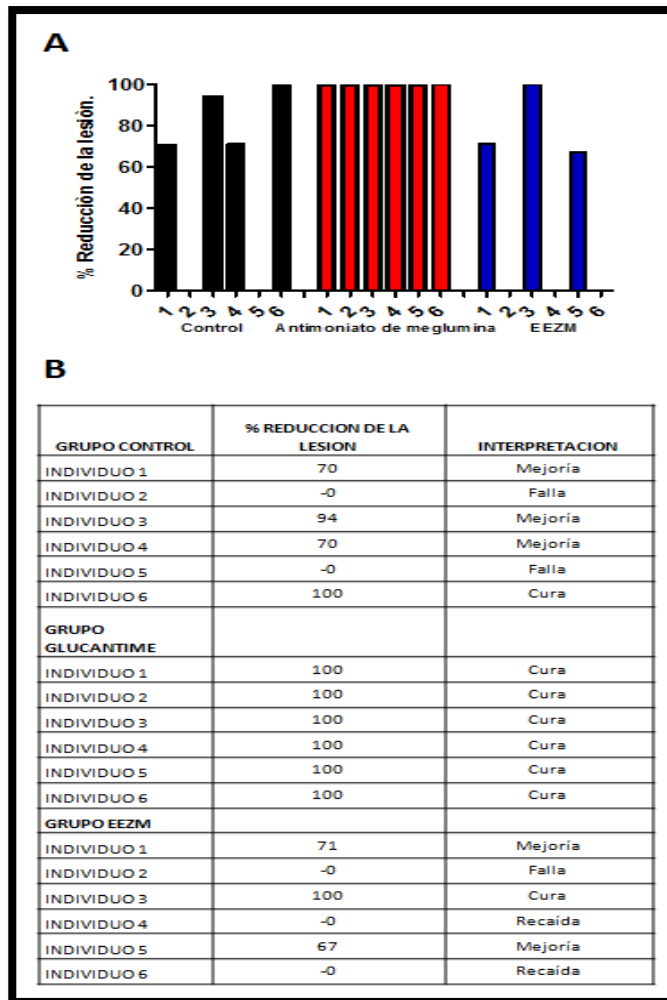 A
% Reducciòn de la lesiòn.
100
80
60
40
20
0
1 2 3 4 5 6 1 2 3 4 5 6 1 2 3 4 5 6
Control Antimoniato de meglumina EEZM
B
GRUPO CONTROL % REDUCCION DE LA LESION INTERPRETACION
INDIVIDUO 1 70 Mejoría
INDIVIDUO 2 -0 Falla
INDIVIDUO 3 94 Mejoría
INDIVIDUO 4 70 Mejoría
INDIVIDUO 5 -0 Falla
INDIVIDUO 6 100 Cura
GRUPO
GLUCANTIME
INDIVIDUO 1 100 Cura
INDIVIDUO 2 100 Cura
INDIVIDUO 3 100 Cura
INDIVIDUO 4 100 Cura
INDIVIDUO 5 100 Cura
INDIVIDUO 6 100 Cura
GRUPO EEZM
INDIVIDUO 1 71 Mejoría
INDIVIDUO 2 -0 Falla
INDIVIDUO 3 100 Cura
INDIVIDUO 4 -0 Recaída
INDIVIDUO 5 67 Mejoría
INDIVIDUO 6 -0 Recaída